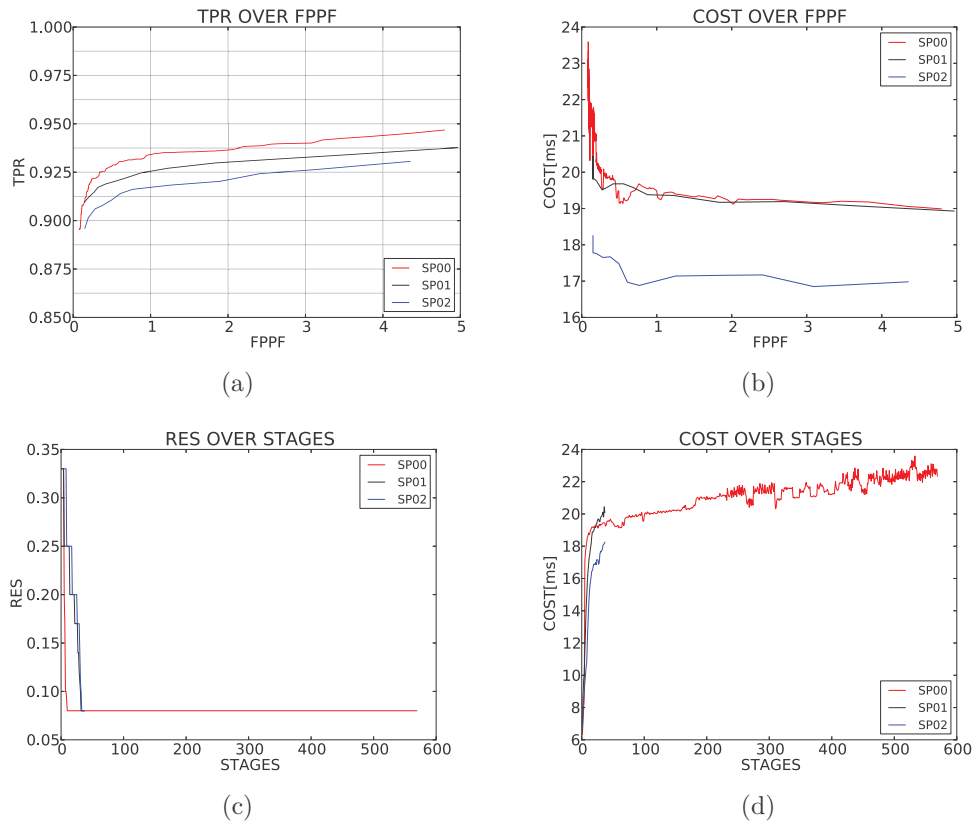 TPR OVER FPPF
1.000
0.975
0.950
0.925
0.900
0.875
0.850
TPR
SP00
SP01
SP02
0 1 2 3 4 5
FPPF
(a)
COST OVER FPPF
24
23
22
21
20
19
18
17
16
COST[ms]
SP00
SP01
SP02
0 1 2 3 4 5
FPPF
(b)
RES OVER STAGES
0.35
0.30
0.25
0.20
0.15
0.10
0.05
RES
SP00
SP01
SP02
0 100 200 300 400 500 600
STAGES
(c)
COST OVER STAGES
24
22
20
18
16
14
12
10
8
6
COST[ms]
SP00
SP01
SP02
0 100 200 300 400 500 600
STAGES
(d)